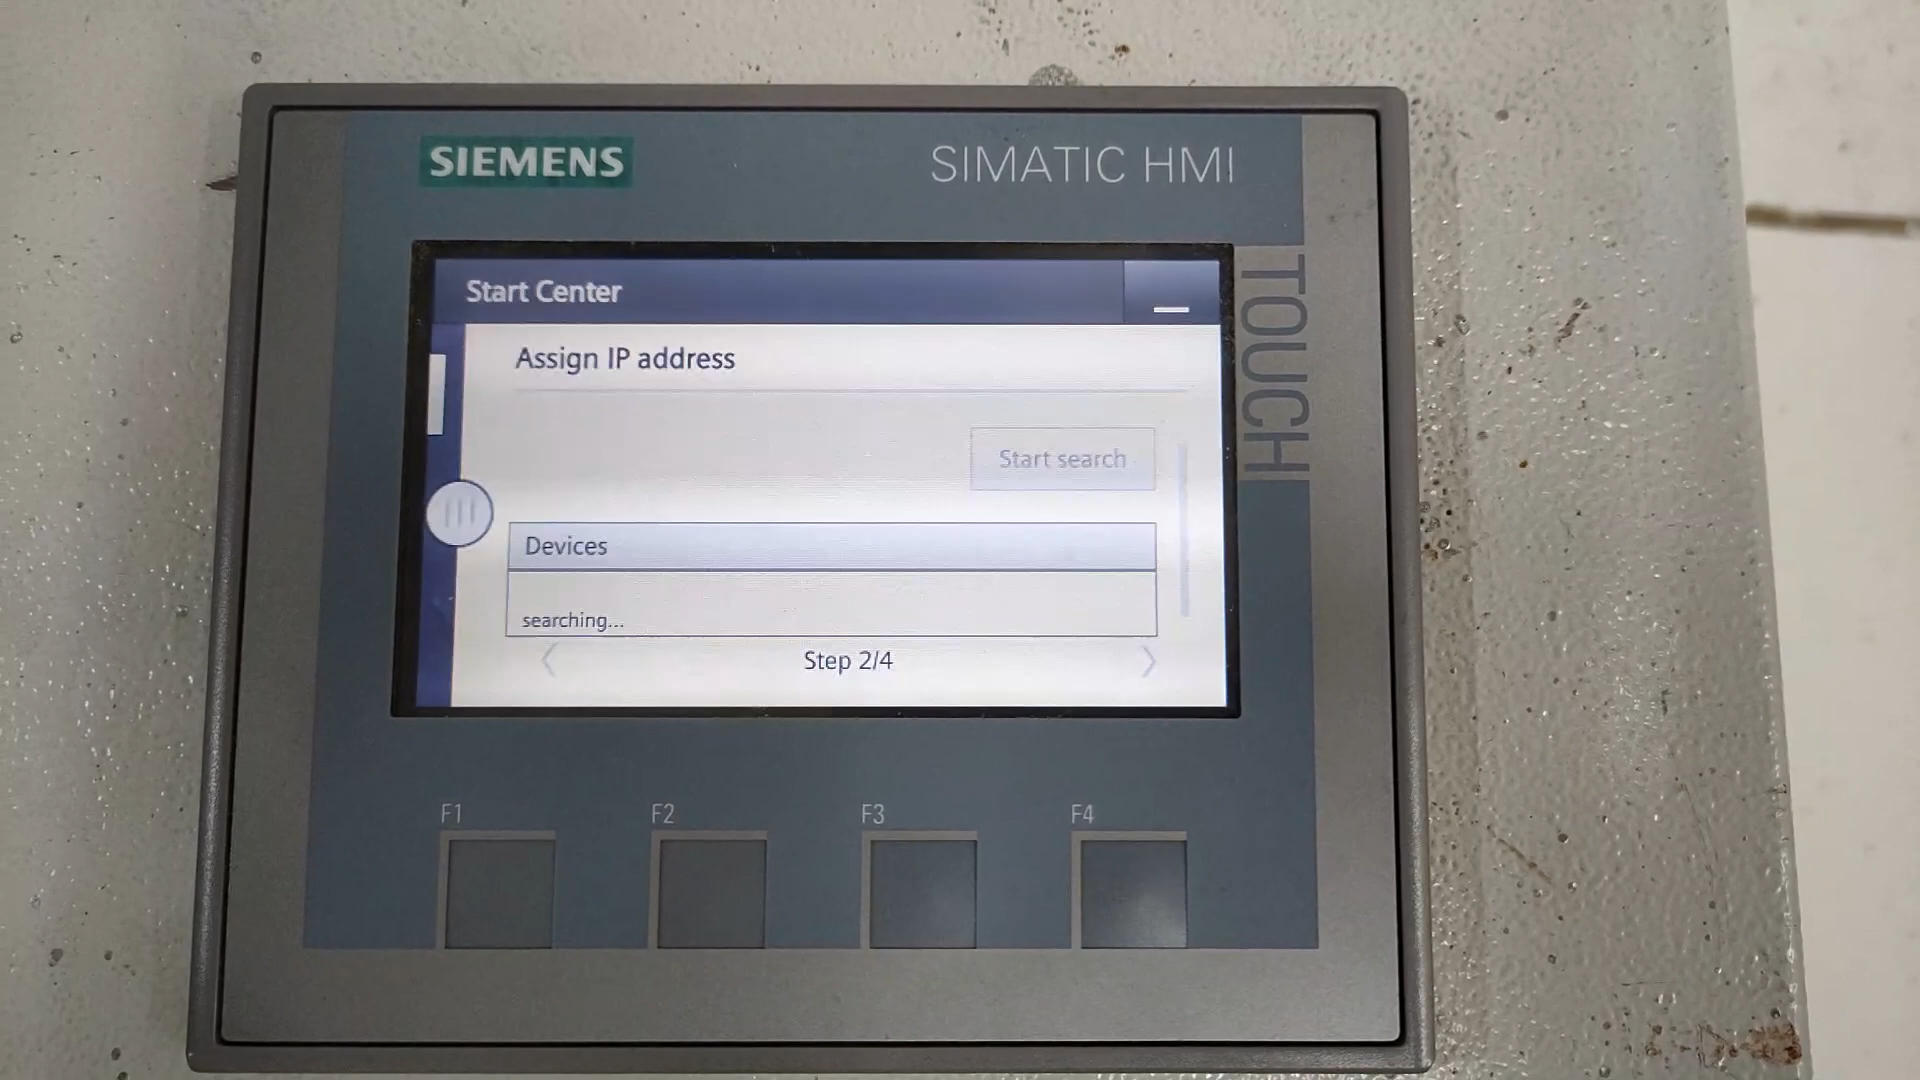 SIEMENS
SIMATIC HMI
TOUCH
Start Center
Assign IP address
Start search
Devices
searching...
Step 2/4
F1
F2
F3
F4